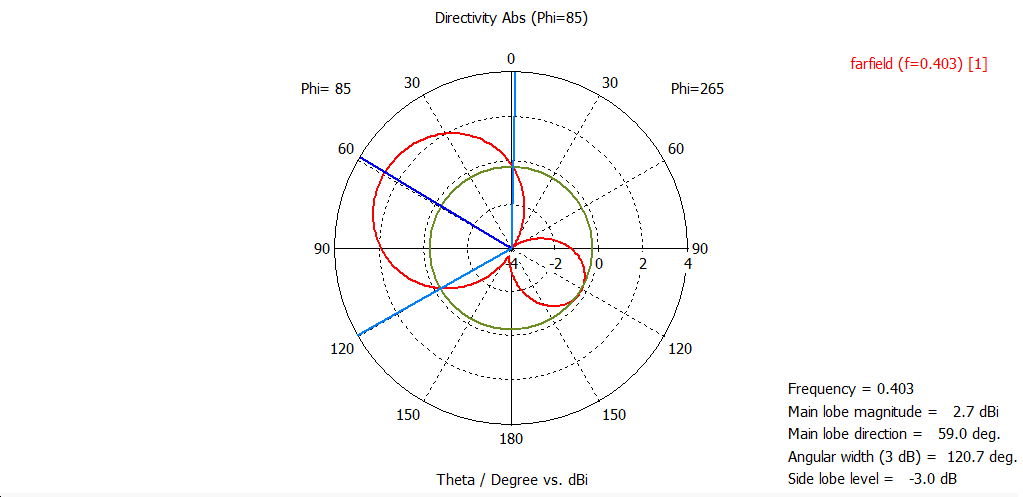 Directivity Abs (Phi=85)
farfield (f=0.403) [1]
Phi= 85
30
0
30
Phi=265
60
60
90
-4
-2
0
2
4
90
120
120
150
180
150
Theta / Degree vs. dBi
Frequency = 0.403
Main lobe magnitude = 2.7 dBi
Main lobe direction = 59.0 deg.
Angular width (3 dB) = 120.7 deg.
Side lobe level = -3.0 dB